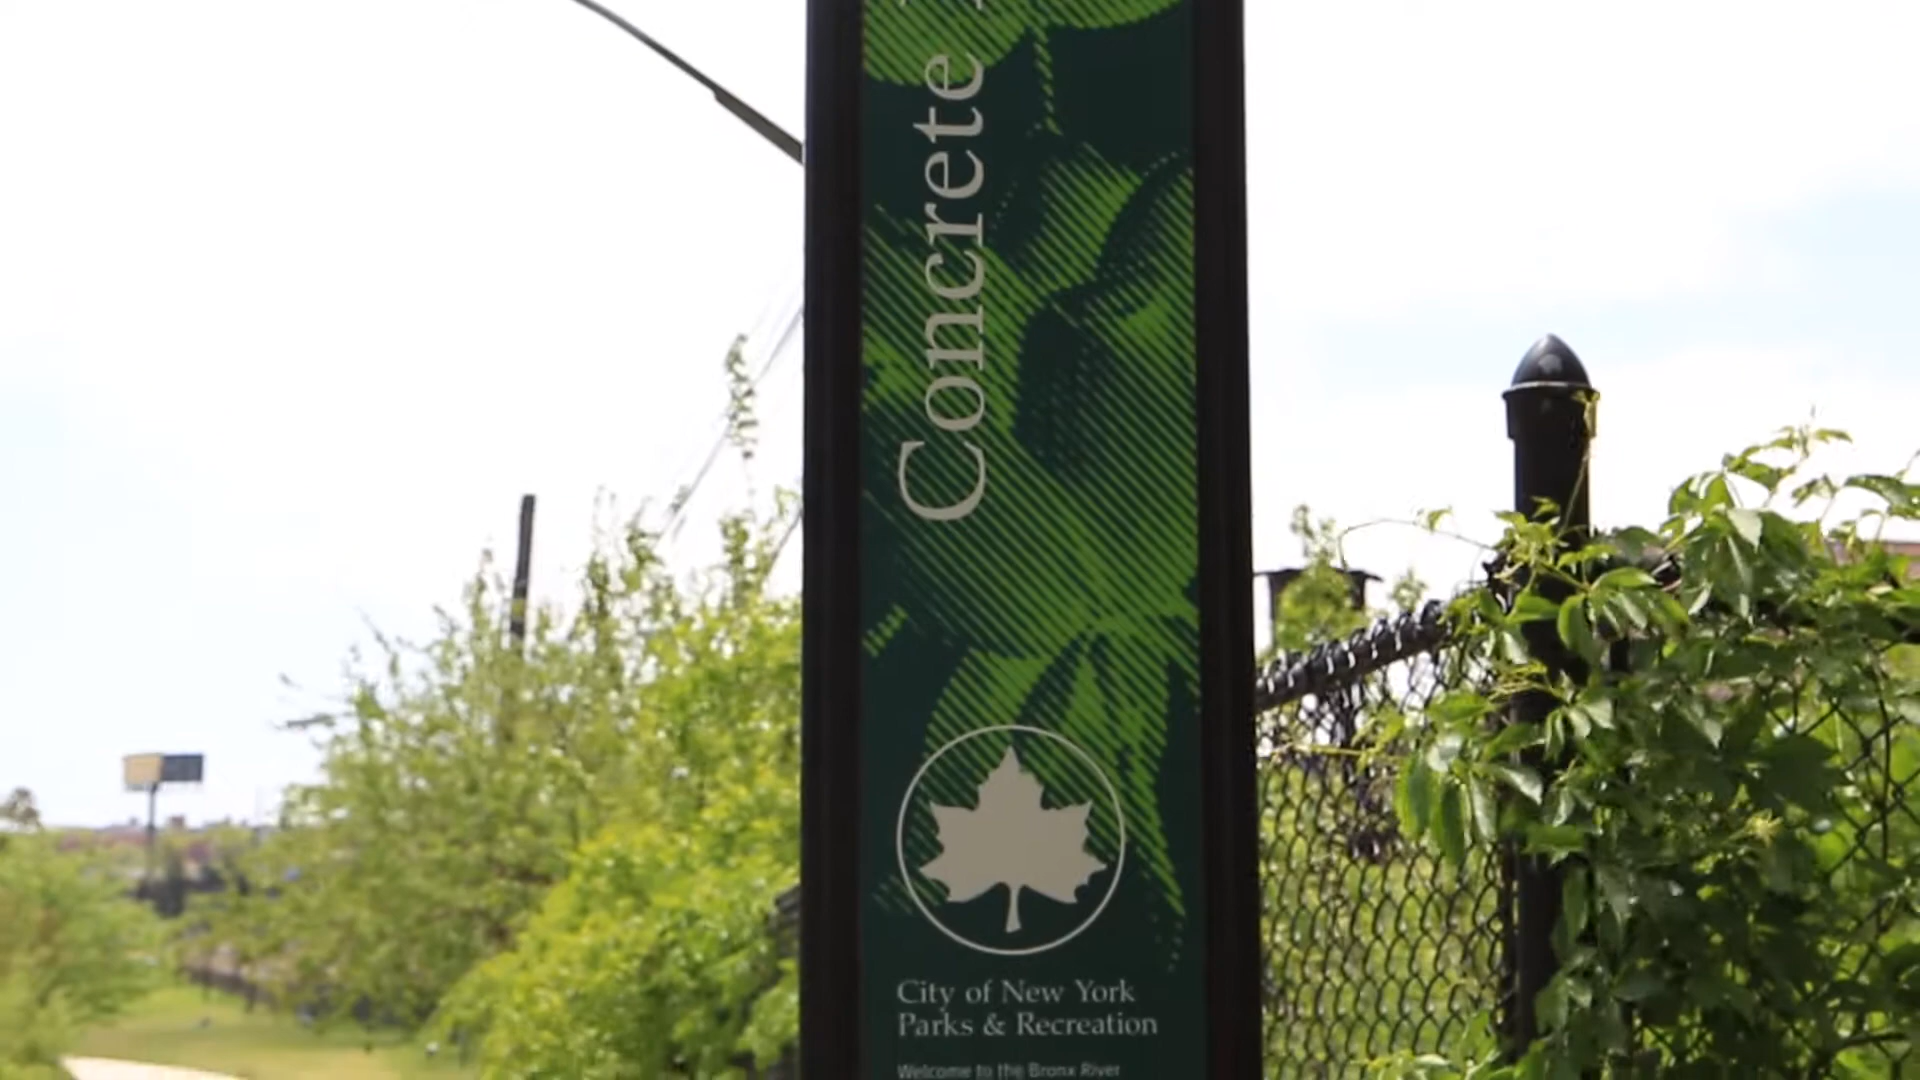 Concrete
City of New York
Parks & Recreation
Welcome to the Bronx River